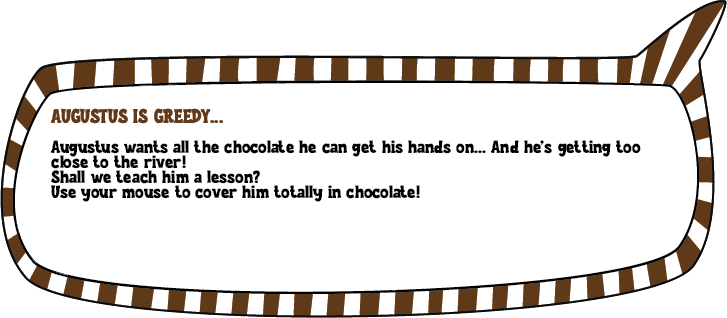 AUGUSTUS IS GREEDY...
Augustus wants all the chocolate he can get his hands on... And he's getting too
close to the river!
Shall we teach him a lesson?
Use your mouse to cover him totally in chocolate!